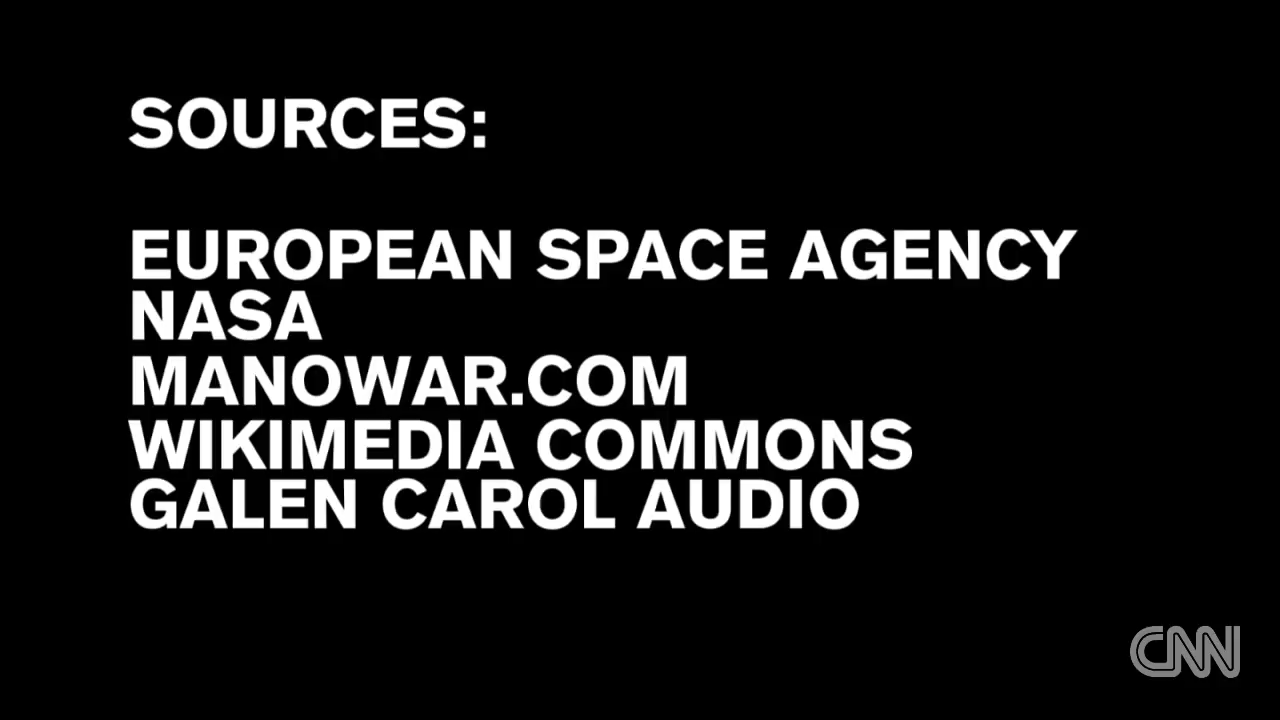 SOURCES:
EUROPEAN SPACE AGENCY
NASA
MANOWAR.COM
WIKIMEDIA COMMONS
GALEN CAROL AUDIO
CNN